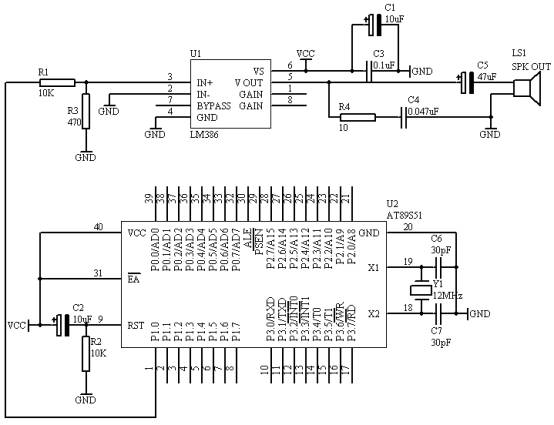 C1
10uF
U1
VCC
VS
6
C3
0.1uF
GND
LS1
SPK OUT
R1
10K
3
IN+
V OUT
5
C5
47uF
2
IN-
GAIN
1
GND
7
BYPASS
GAIN
8
R3
470
4
GND
R4
10
C4
0.047uF
GND
LM386
GND
GND
39
38
37
36
35
34
33
32
30
29
28
27
26
25
24
23
22
21
U2
AT89S51
40
VCC
P0.0/AD0
P0.1/AD1
P0.2/AD2
P0.3/AD3
P0.4/AD4
P0.5/AD5
P0.6/AD6
P0.7/AD7
ALE
PSEN
P2.7/A15
P2.6/A14
P2.5/A13
P2.4/A12
P2.3/A11
P2.2/A10
P2.1/A9
P2.0/A8
GND
20
C6
30pF
31
EA
X1
19
Y1
12MHz
VCC
C2
10uF
9
RST
X2
18
GND
C7
30pF
R2
10K
P1.0
P1.1
P1.2
P1.3
P1.4
P1.5
P1.6
P1.7
P3.0/RXD
P3.1/TXD
P3.2/INT0
P3.3/INT1
P3.4/T0
P3.5/T1
P3.6/WR
P3.7/RD
1
2
3
4
5
6
7
8
10
11
12
13
14
15
16
17
GND